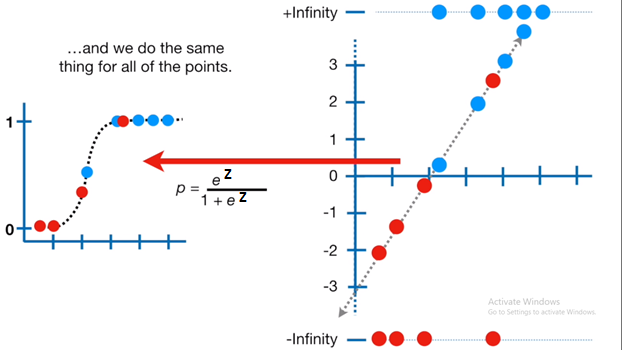 ...and we do the same
thing for all of the points.
1
0
p = e^Z / 1 + e^Z
+Infinity
3
2
1
0
-1
-2
-3
-Infinity
Activate Windows
Go to Settings to activate Windows.